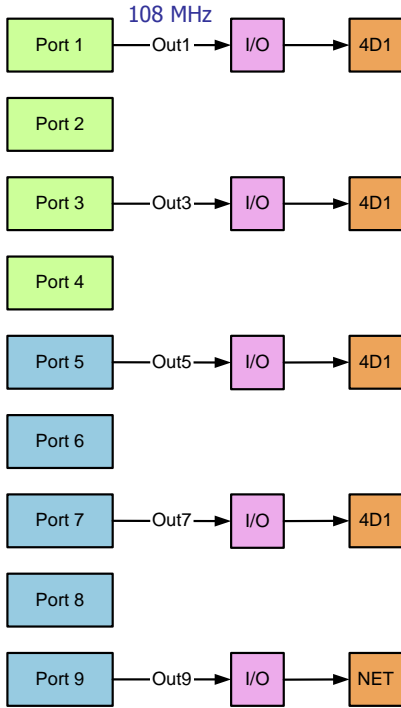 108 MHz
Port 1 Out1 I/O 4D1
Port 2
Port 3 Out3 I/O 4D1
Port 4
Port 5 Out5 I/O 4D1
Port 6
Port 7 Out7 I/O 4D1
Port 8
Port 9 Out9 I/O NET